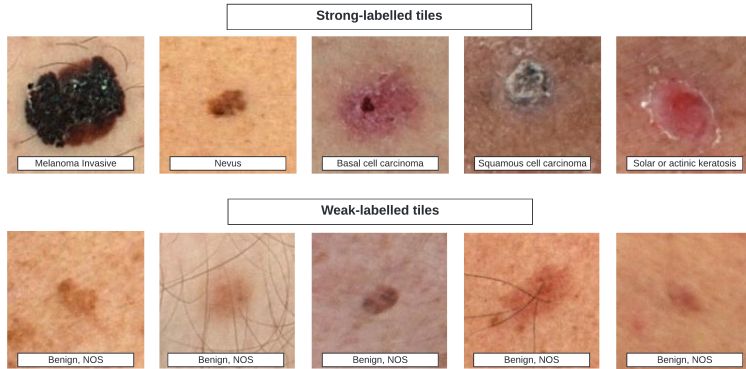 Strong-labelled tiles
Melanoma Invasive
Nevus
Basal cell carcinoma
Squamous cell carcinoma
Solar or actinic keratosis
Weak-labelled tiles
Benign, NOS
Benign, NOS
Benign, NOS
Benign, NOS
Benign, NOS